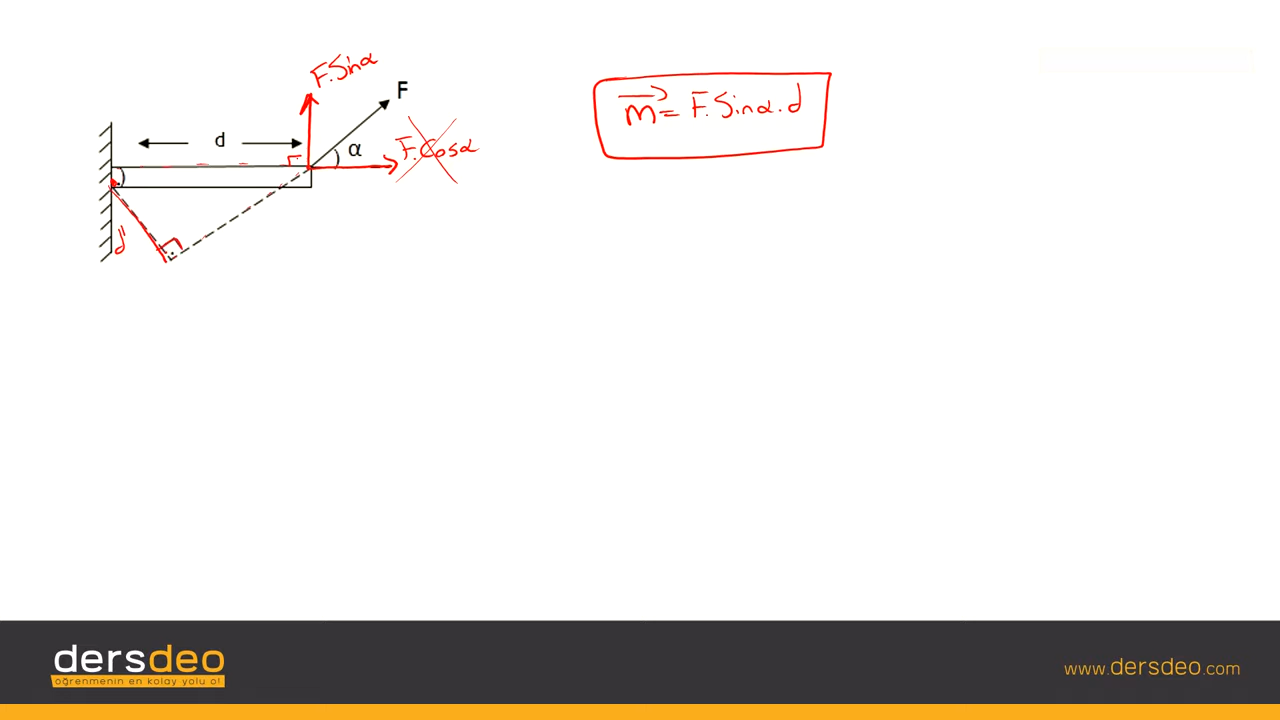 F.Sinα
F
d
α
F.Cosα
d'
m = F.Sinα.d
dersdeo
öğrenmenin en kolay yolu o!
www.dersdeo.com